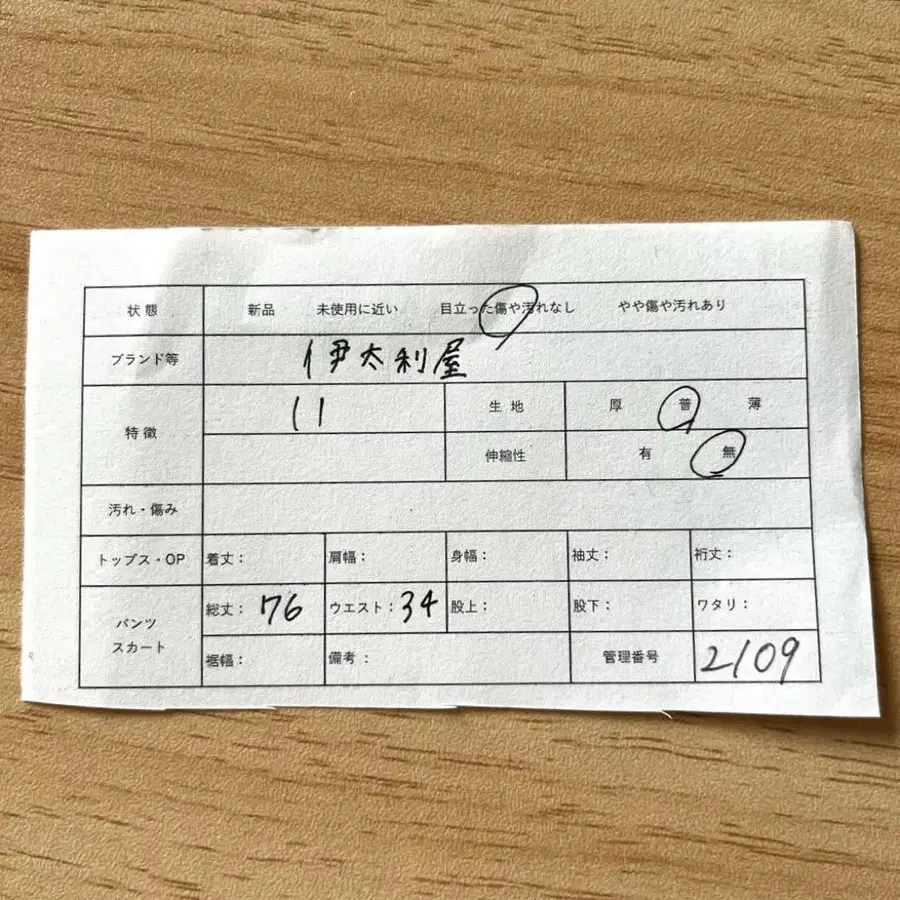 状態 新品 未使用に近い 目立った傷や汚れなし やや傷や汚れあり
ブランド等 伊太利屋
特徴 11 生地 厚 普 薄
伸縮性 有 無
汚れ・傷み
トップス・OP 着丈： 肩幅： 身幅： 袖丈： 裄丈：
パンツ スカート 総丈：76 ウエスト：34 股上： 股下： ワタリ：
裾幅： 備考： 管理番号 2109